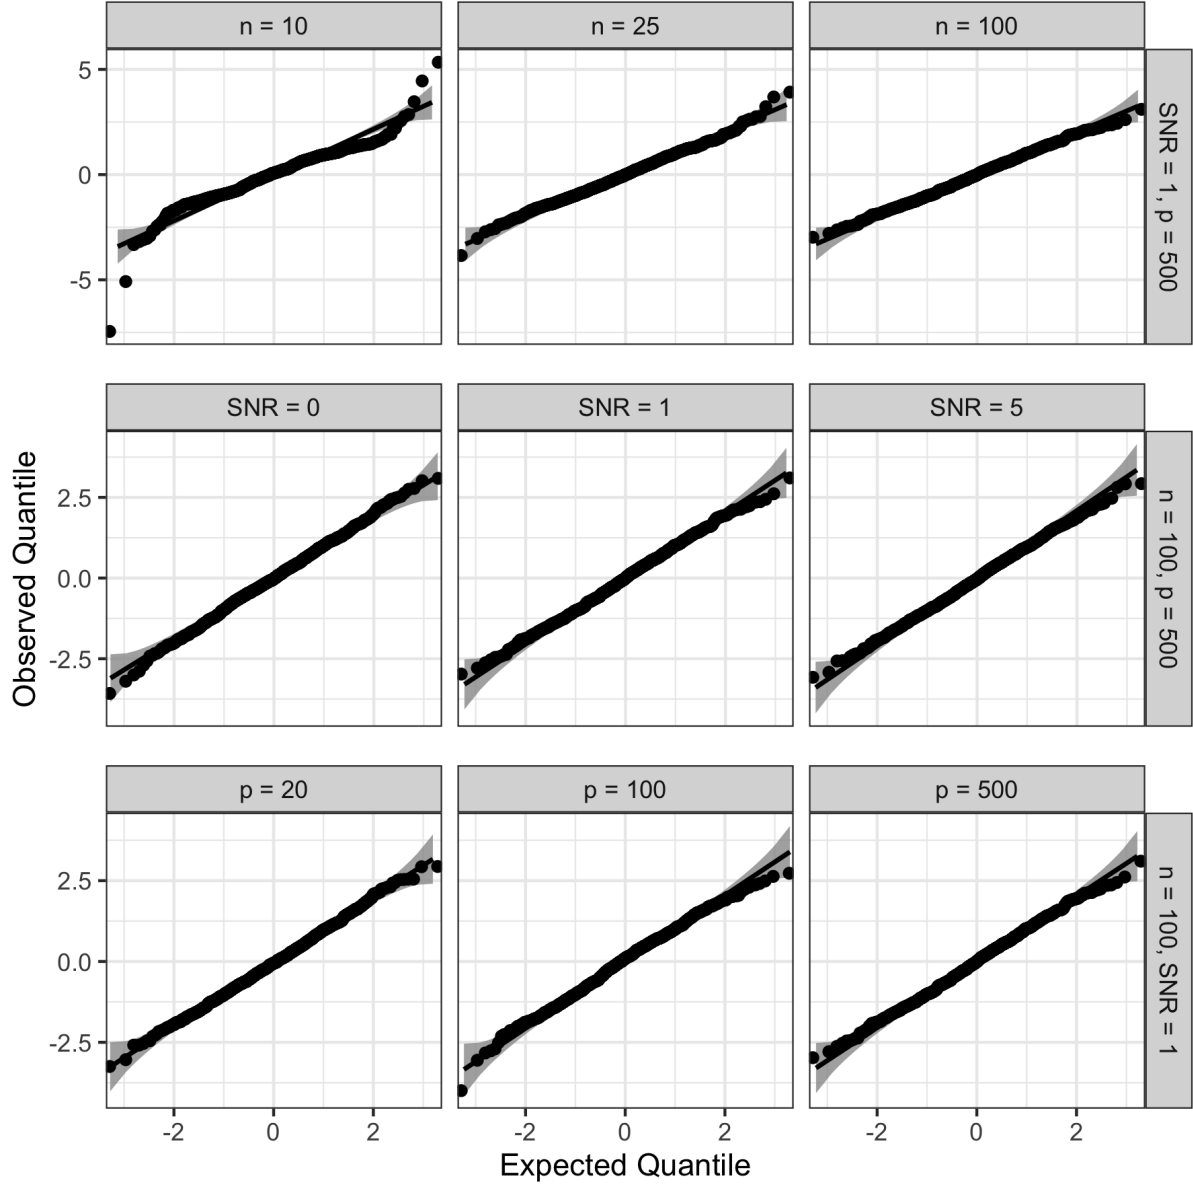 n = 10
n = 25
n = 100
5
0
-5
SNR = 1, p = 500
SNR = 0
SNR = 1
SNR = 5
2.5
0.0
-2.5
n = 100, p = 500
Observed Quantile
p = 20
p = 100
p = 500
2.5
0.0
-2.5
n = 100, SNR = 1
-2 0 2 -2 0 2 -2 0 2
Expected Quantile